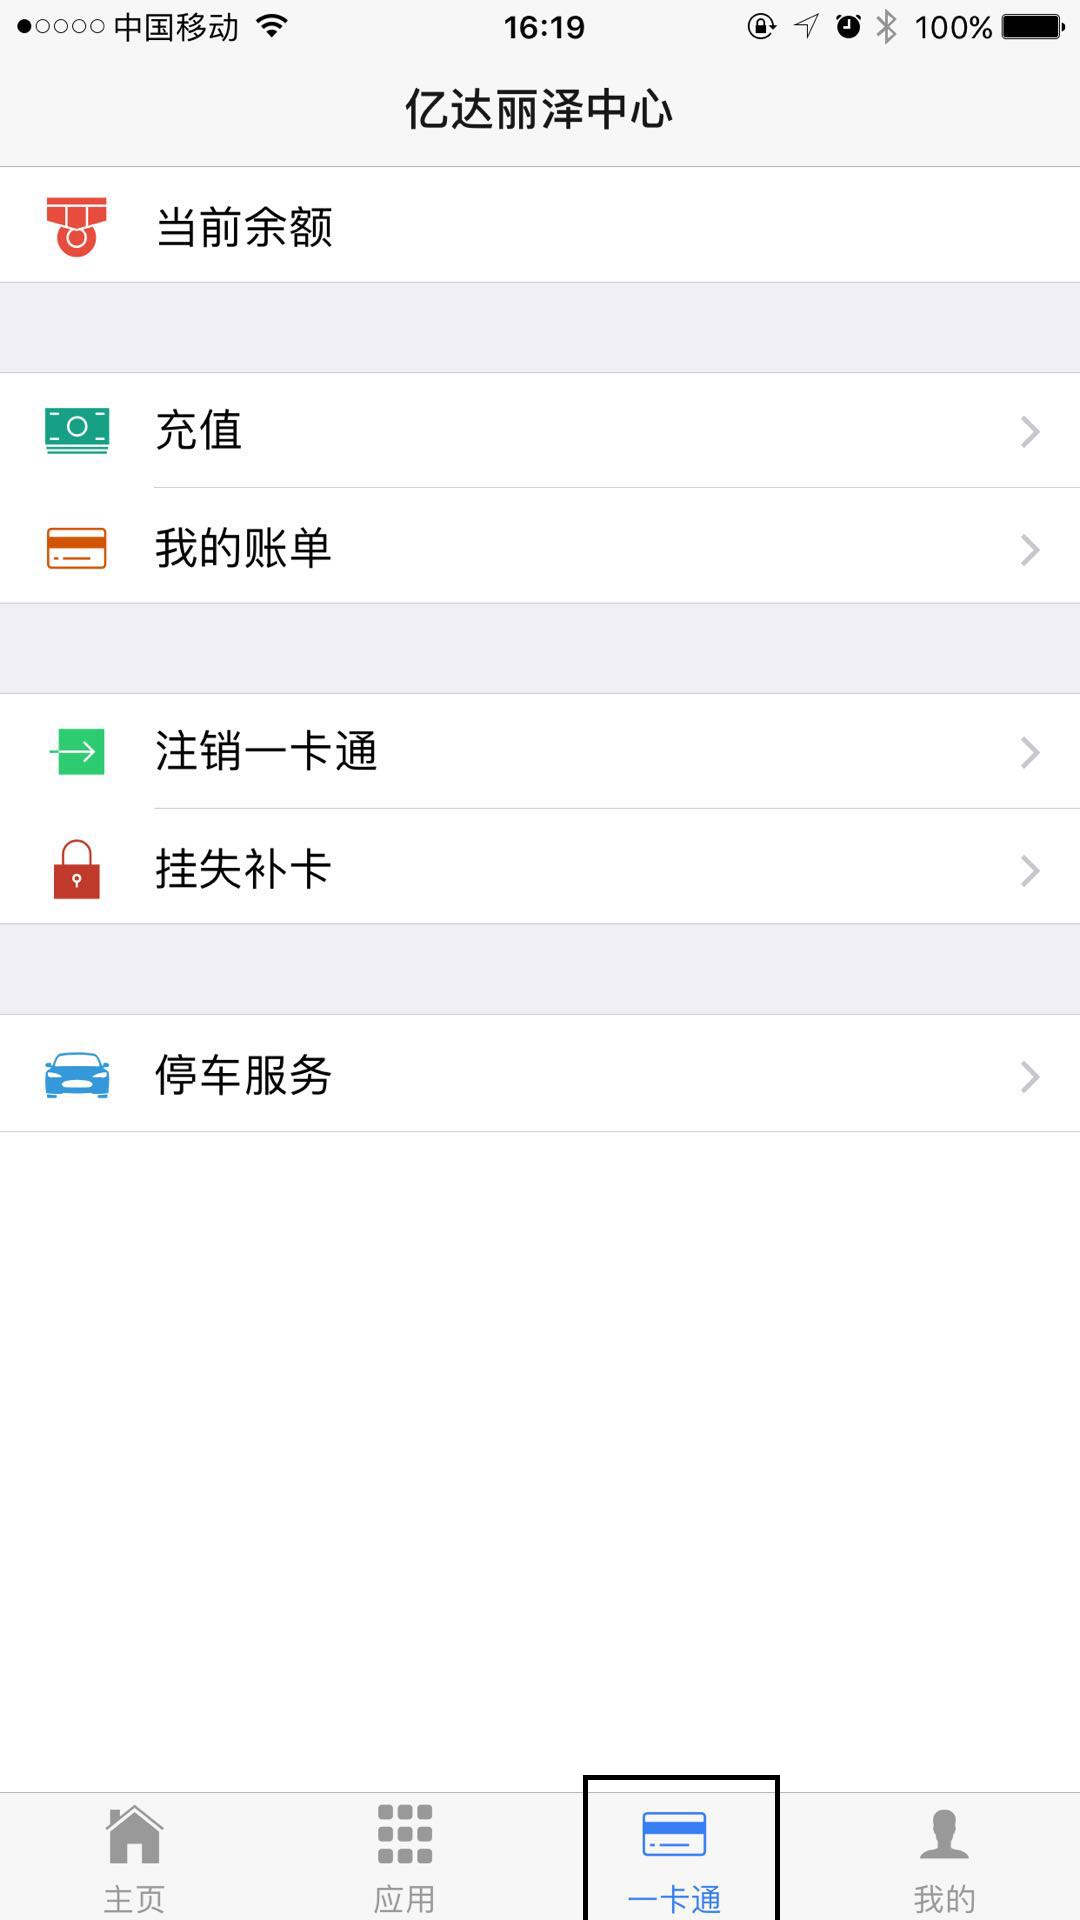 中国移动 16:19 100%
亿达丽泽中心
当前余额
充值
我的账单
注销一卡通
挂失补卡
停车服务
主页 应用 一卡通 我的